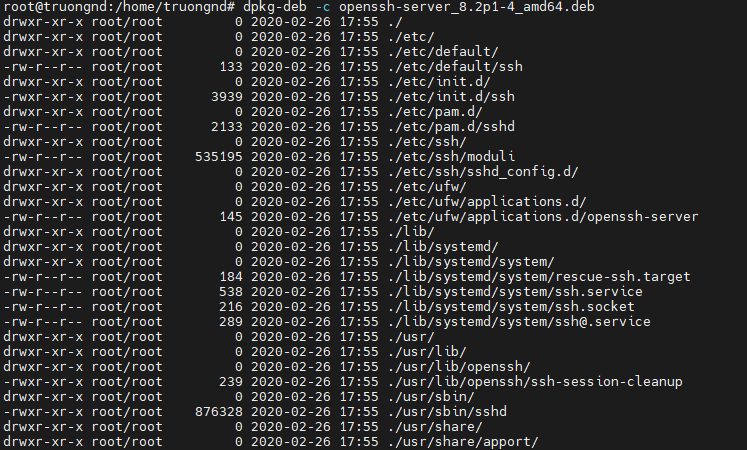 root@truongnd:/home/truongnd# dpkg-deb -c openssh-server_8.2p1-4_amd64.deb
drwxr-xr-x root/root         0 2020-02-26 17:55 ./
drwxr-xr-x root/root         0 2020-02-26 17:55 ./etc/
drwxr-xr-x root/root         0 2020-02-26 17:55 ./etc/default/
-rw-r--r-- root/root       133 2020-02-26 17:55 ./etc/default/ssh
drwxr-xr-x root/root         0 2020-02-26 17:55 ./etc/init.d/
-rwxr-xr-x root/root      3939 2020-02-26 17:55 ./etc/init.d/ssh
drwxr-xr-x root/root         0 2020-02-26 17:55 ./etc/pam.d/
-rw-r--r-- root/root      2133 2020-02-26 17:55 ./etc/pam.d/sshd
drwxr-xr-x root/root         0 2020-02-26 17:55 ./etc/ssh/
-rw-r--r-- root/root    535195 2020-02-26 17:55 ./etc/ssh/moduli
drwxr-xr-x root/root         0 2020-02-26 17:55 ./etc/ssh/sshd_config.d/
drwxr-xr-x root/root         0 2020-02-26 17:55 ./etc/ufw/
drwxr-xr-x root/root         0 2020-02-26 17:55 ./etc/ufw/applications.d/
-rw-r--r-- root/root       145 2020-02-26 17:55 ./etc/ufw/applications.d/openssh-server
drwxr-xr-x root/root         0 2020-02-26 17:55 ./lib/
drwxr-xr-x root/root         0 2020-02-26 17:55 ./lib/systemd/
drwxr-xr-x root/root         0 2020-02-26 17:55 ./lib/systemd/system/
-rw-r--r-- root/root       184 2020-02-26 17:55 ./lib/systemd/system/rescue-ssh.target
-rw-r--r-- root/root       538 2020-02-26 17:55 ./lib/systemd/system/ssh.service
-rw-r--r-- root/root       216 2020-02-26 17:55 ./lib/systemd/system/ssh.socket
-rw-r--r-- root/root       289 2020-02-26 17:55 ./lib/systemd/system/ssh@.service
drwxr-xr-x root/root         0 2020-02-26 17:55 ./usr/
drwxr-xr-x root/root         0 2020-02-26 17:55 ./usr/lib/
drwxr-xr-x root/root         0 2020-02-26 17:55 ./usr/lib/openssh/
-rwxr-xr-x root/root       239 2020-02-26 17:55 ./usr/lib/openssh/ssh-session-cleanup
drwxr-xr-x root/root         0 2020-02-26 17:55 ./usr/sbin/
-rwxr-xr-x root/root    876328 2020-02-26 17:55 ./usr/sbin/sshd
drwxr-xr-x root/root         0 2020-02-26 17:55 ./usr/share/
drwxr-xr-x root/root         0 2020-02-26 17:55 ./usr/share/apport/